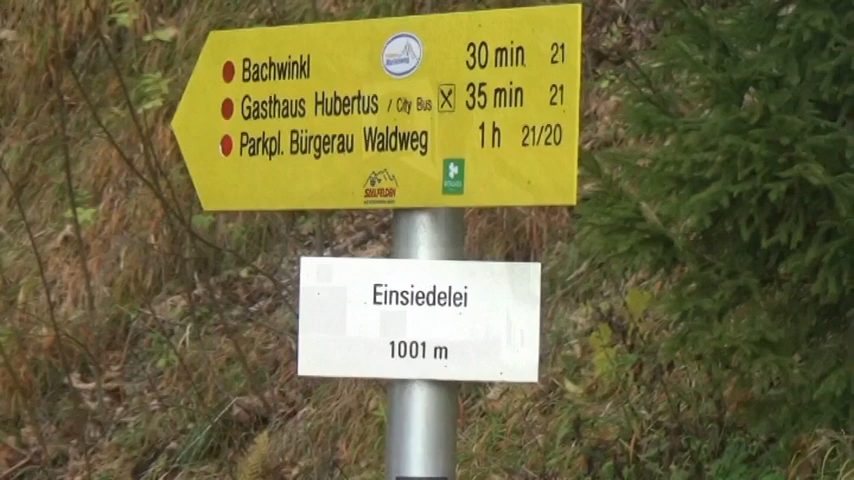 Bachwinkl 30 min 21
Gasthaus Hubertus / City Bus 35 min 21
Parkpl. Bürgerau Waldweg 1 h 21/20
SAALFELDEN
Einsiedelei
1001 m